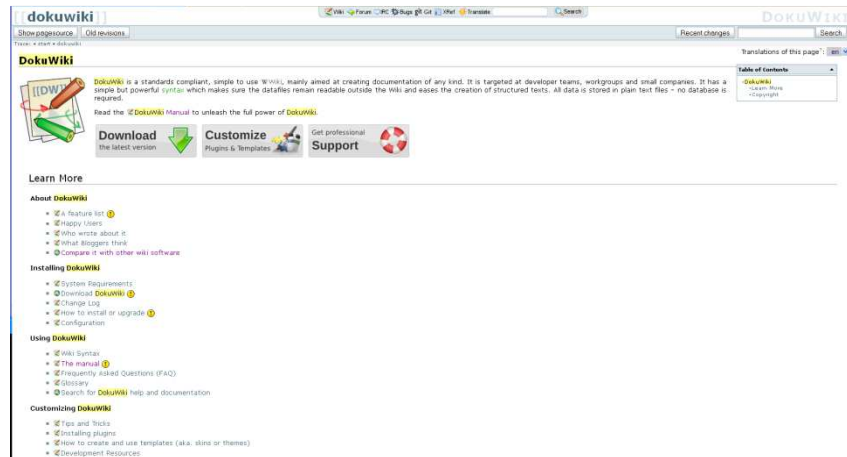 [[dokuwiki]]
Wiki Forum IRC Bugs Git XRef Translate Search
DOKUWIKI
Show pagesource Old revisions Recent changes Search
Trace: • start • dokuwiki
Translations of this page?: en
DokuWiki
Table of Contents
DokuWiki
Learn More
Copyright
[[DW]]
DokuWiki is a standards compliant, simple to use Wiki, mainly aimed at creating documentation of any kind. It is targeted at developer teams, workgroups and small companies. It has a
simple but powerful syntax which makes sure the datafiles remain readable outside the Wiki and eases the creation of structured texts. All data is stored in plain text files – no database is
required.
Read the DokuWiki Manual to unleash the full power of DokuWiki.
Download
the latest version
Customize
Plugins & Templates
Get professional
Support
Learn More
About DokuWiki
A feature list
Happy Users
Who wrote about it
What Bloggers think
Compare it with other wiki software
Installing DokuWiki
System Requirements
Download DokuWiki
Change Log
How to install or upgrade
Configuration
Using DokuWiki
Wiki Syntax
The manual
Frequently Asked Questions (FAQ)
Glossary
Search for DokuWiki help and documentation
Customizing DokuWiki
Tips and Tricks
Installing plugins
How to create and use templates (aka. skins or themes)
Development Resources